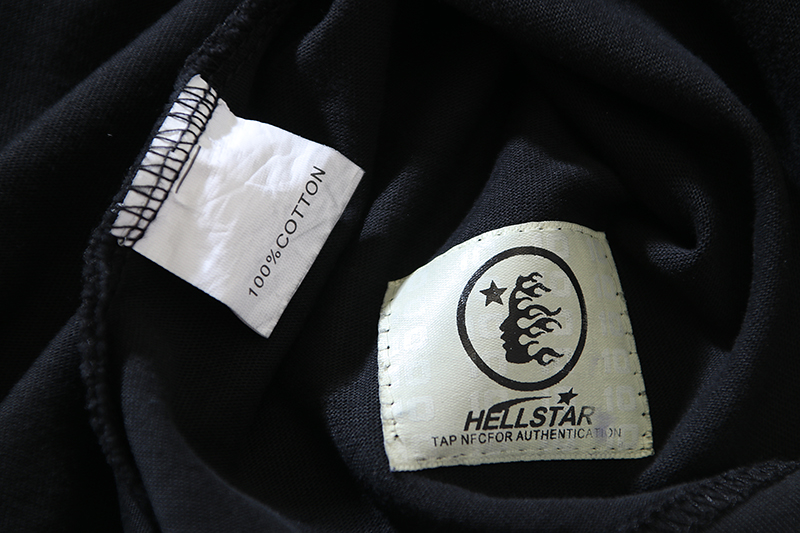 100%COTTON
HELLSTAR
TAP NFCFOR AUTHENTICATION